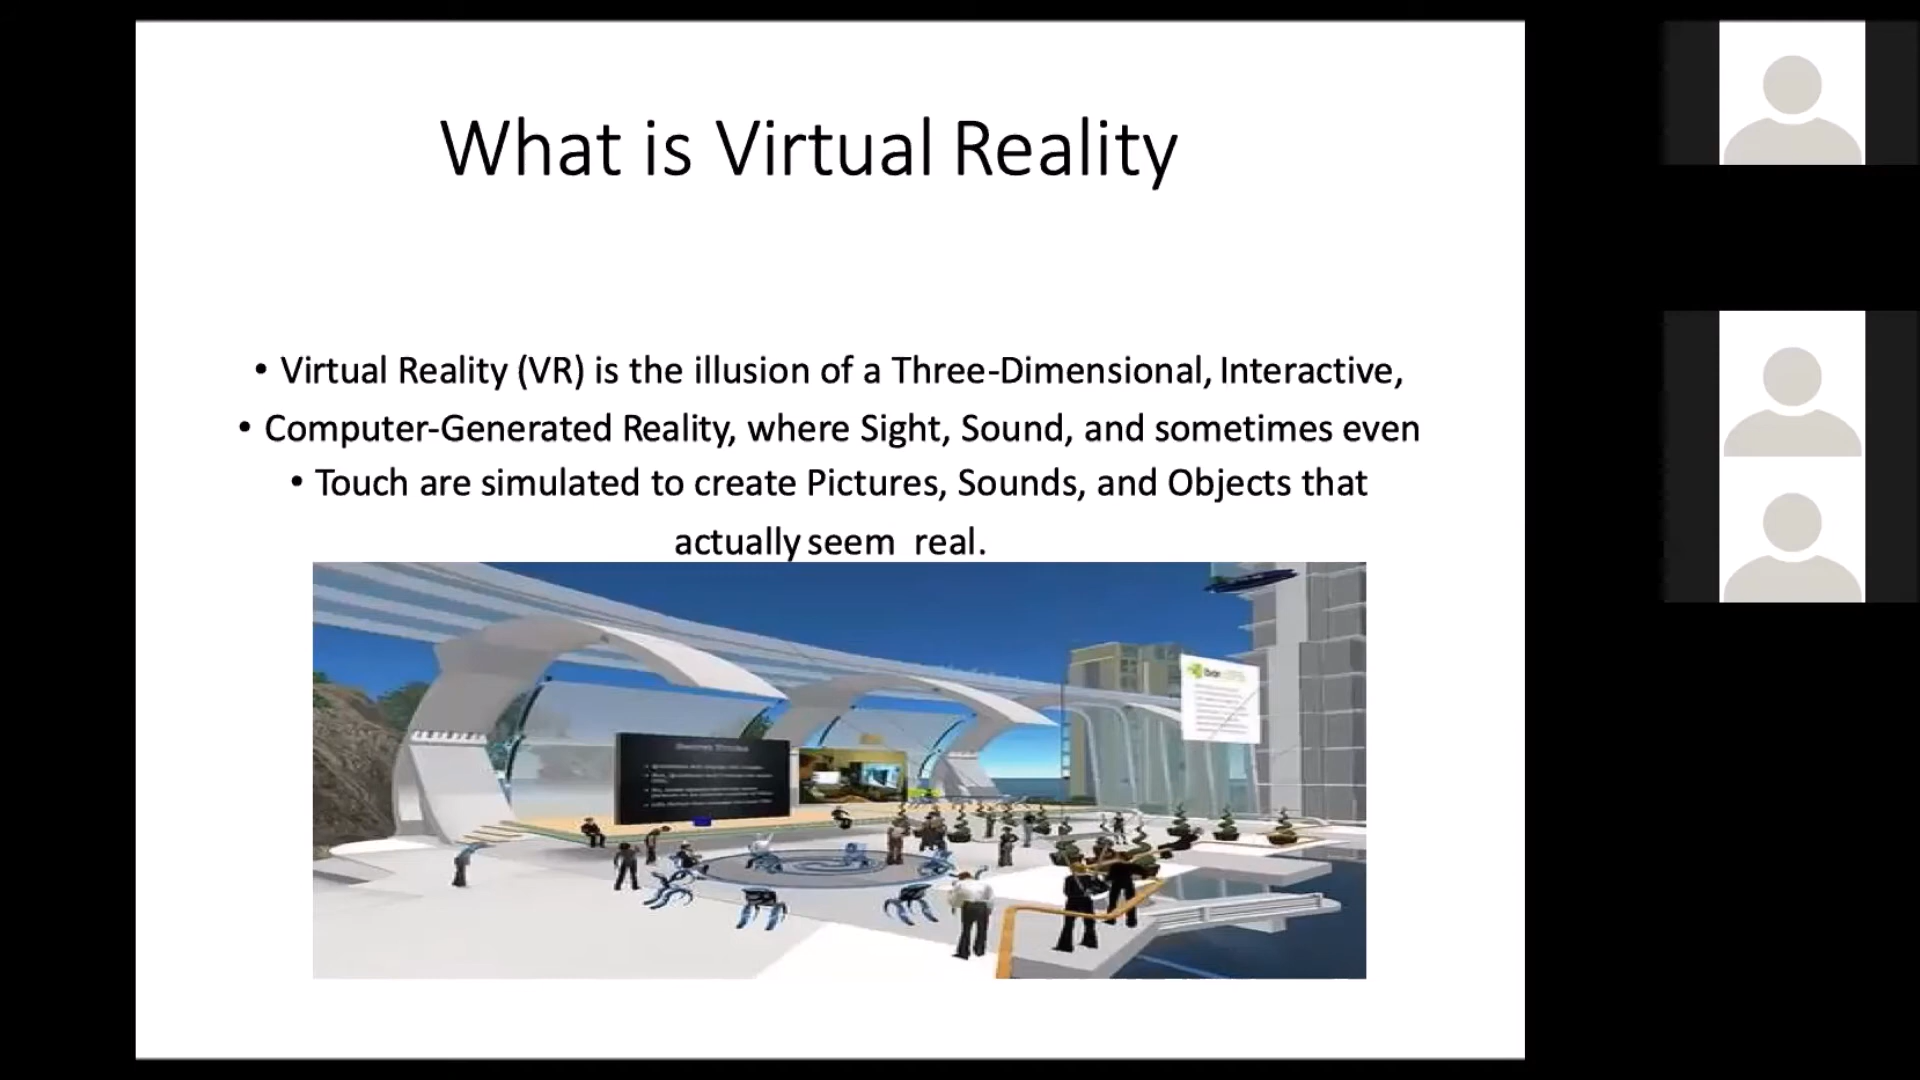 What is Virtual Reality
• Virtual Reality (VR) is the illusion of a Three-Dimensional, Interactive,
• Computer-Generated Reality, where Sight, Sound, and sometimes even
• Touch are simulated to create Pictures, Sounds, and Objects that
actually seem real.